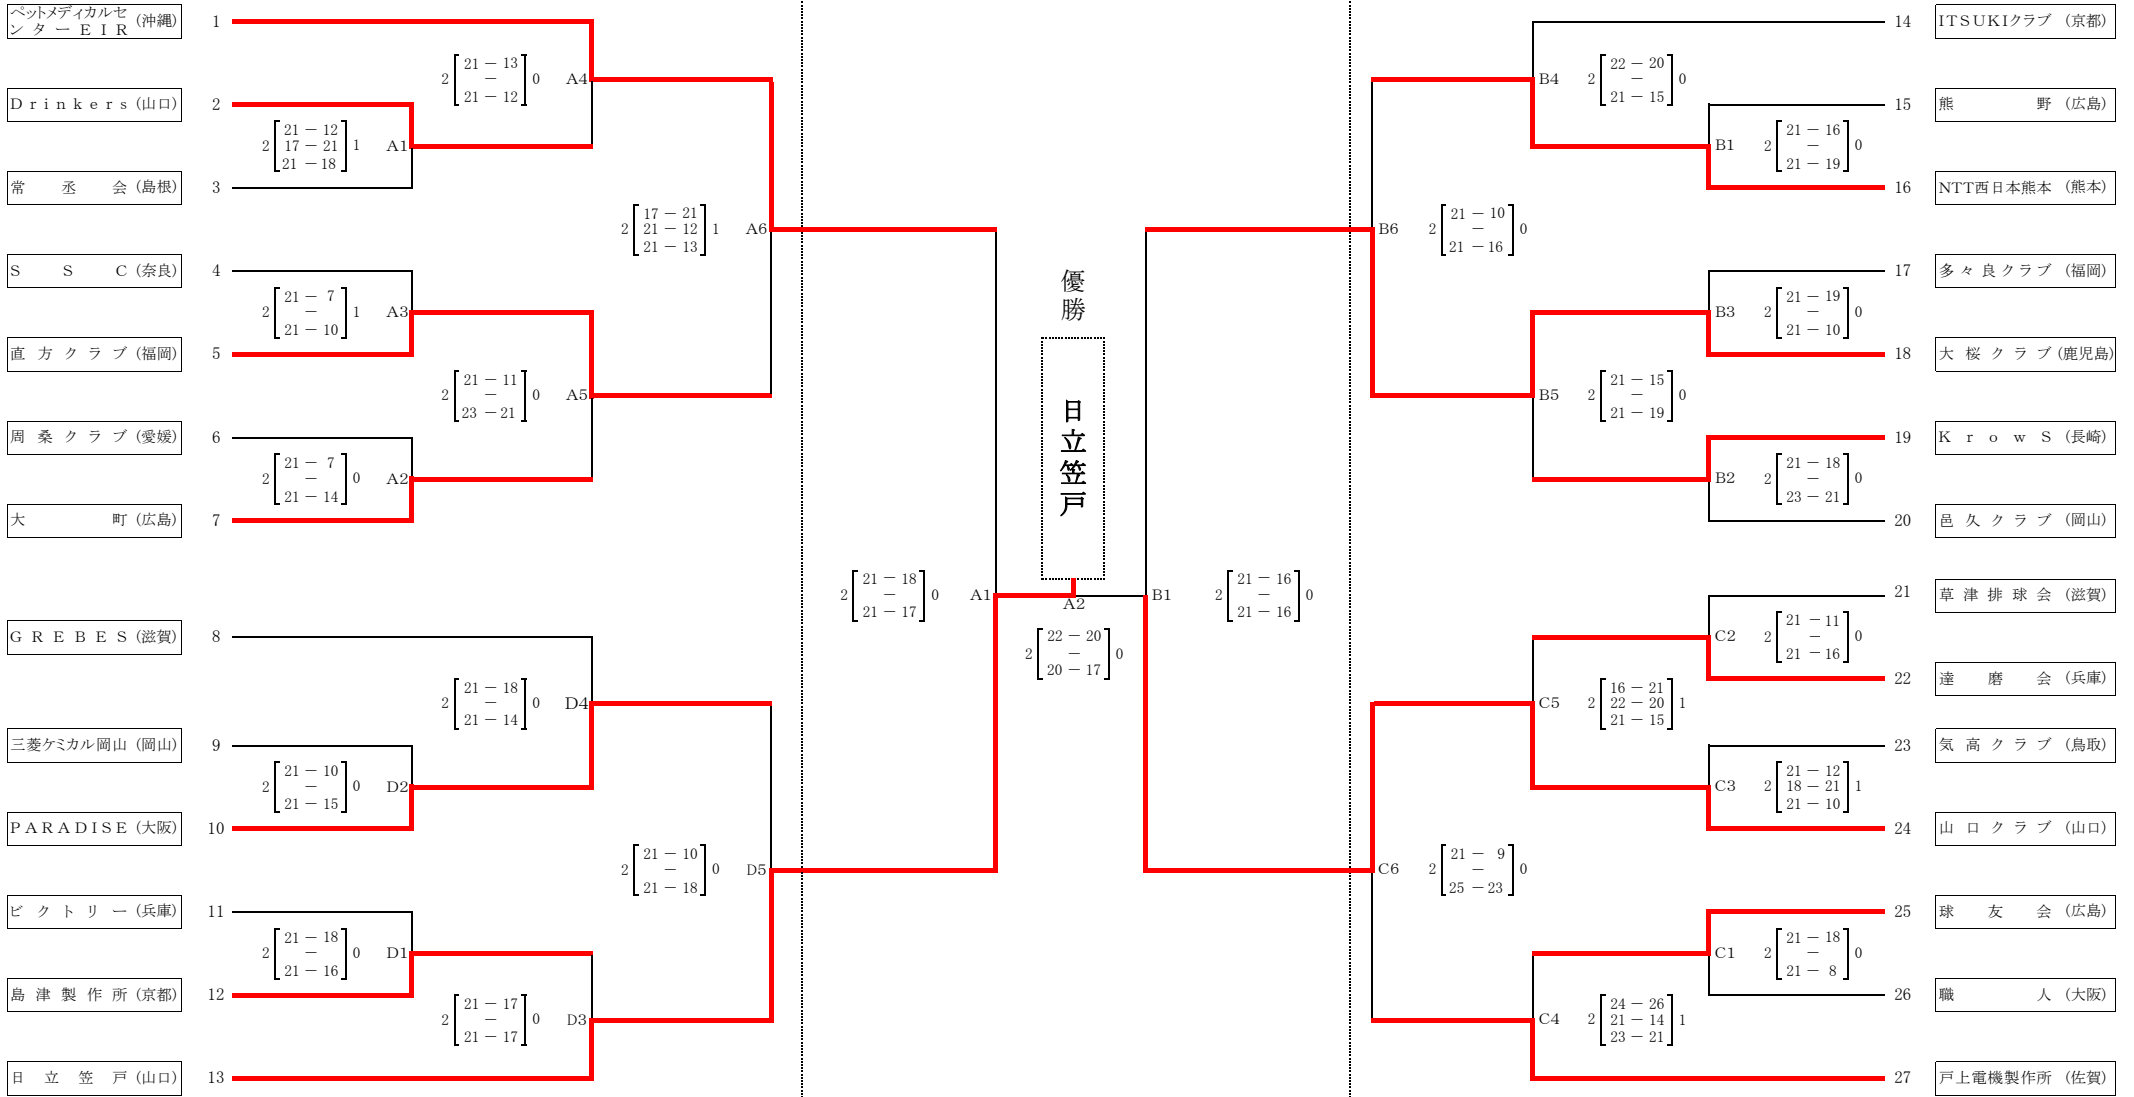 ペットメディカルセ
ンターEIR (沖縄) 1
2 21 － 13 0 A4
－
21 － 12
Drinkers (山口) 2
2 21 － 12 1 A1
17 － 21
21 －18
常丞会 (島根) 3
2 17 － 21 1 A6
21 － 12
21 － 13
SSC (奈良) 4
2 21 － 7 1 A3
－
21 － 10
直方クラブ (福岡) 5
2 21 － 11 0 A5
－
23 －21
周桑クラブ (愛媛) 6
2 21 － 7 0 A2
－
21 － 14
大町 (広島) 7
2 21 － 18 0 A1
－
21 － 17
GREBES (滋賀) 8
2 21 － 18 0 D4
－
21 － 14
三菱ケミカル岡山 (岡山) 9
2 21 － 10 0 D2
－
21 － 15
PARADISE (大阪) 10
2 21 － 10 0 D5
－
21 － 18
ビクトリー (兵庫) 11
2 21 － 18 0 D1
－
21 － 16
島津製作所 (京都) 12
2 21 － 17 0 D3
－
21 － 17
日立笠戸 (山口) 13
優勝
日立笠戸
A2
2 22 － 20 0
－
20 － 17
14 ITSUKIクラブ (京都)
B4 2 22 － 20 0
－
21 － 15
15 熊野 (広島)
B1 2 21 － 16 0
－
21 － 19
16 NTT西日本熊本 (熊本)
B6 2 21 － 10 0
－
21 －16
17 多々良クラブ (福岡)
B3 2 21 － 19 0
－
21 － 10
18 大桜クラブ (鹿児島)
B5 2 21 － 15 0
－
21 － 19
19 KrowS (長崎)
B2 2 21 － 18 0
－
23 － 21
20 邑久クラブ (岡山)
B1 2 21 － 16 0
－
21 － 16
21 草津排球会 (滋賀)
C2 2 21 －11 0
－
21 －16
22 達磨会 (兵庫)
C5 2 16 － 21 1
22 － 20
21 － 15
23 気高クラブ (鳥取)
C3 2 21 － 12 1
18 － 21
21 － 10
24 山口クラブ (山口)
C6 2 21 － 9 0
－
25 －23
25 球友会 (広島)
C1 2 21 － 18 0
－
21 － 8
26 職人 (大阪)
C4 2 24 － 26 1
21 － 14
23 － 21
27 戸上電機製作所 (佐賀)